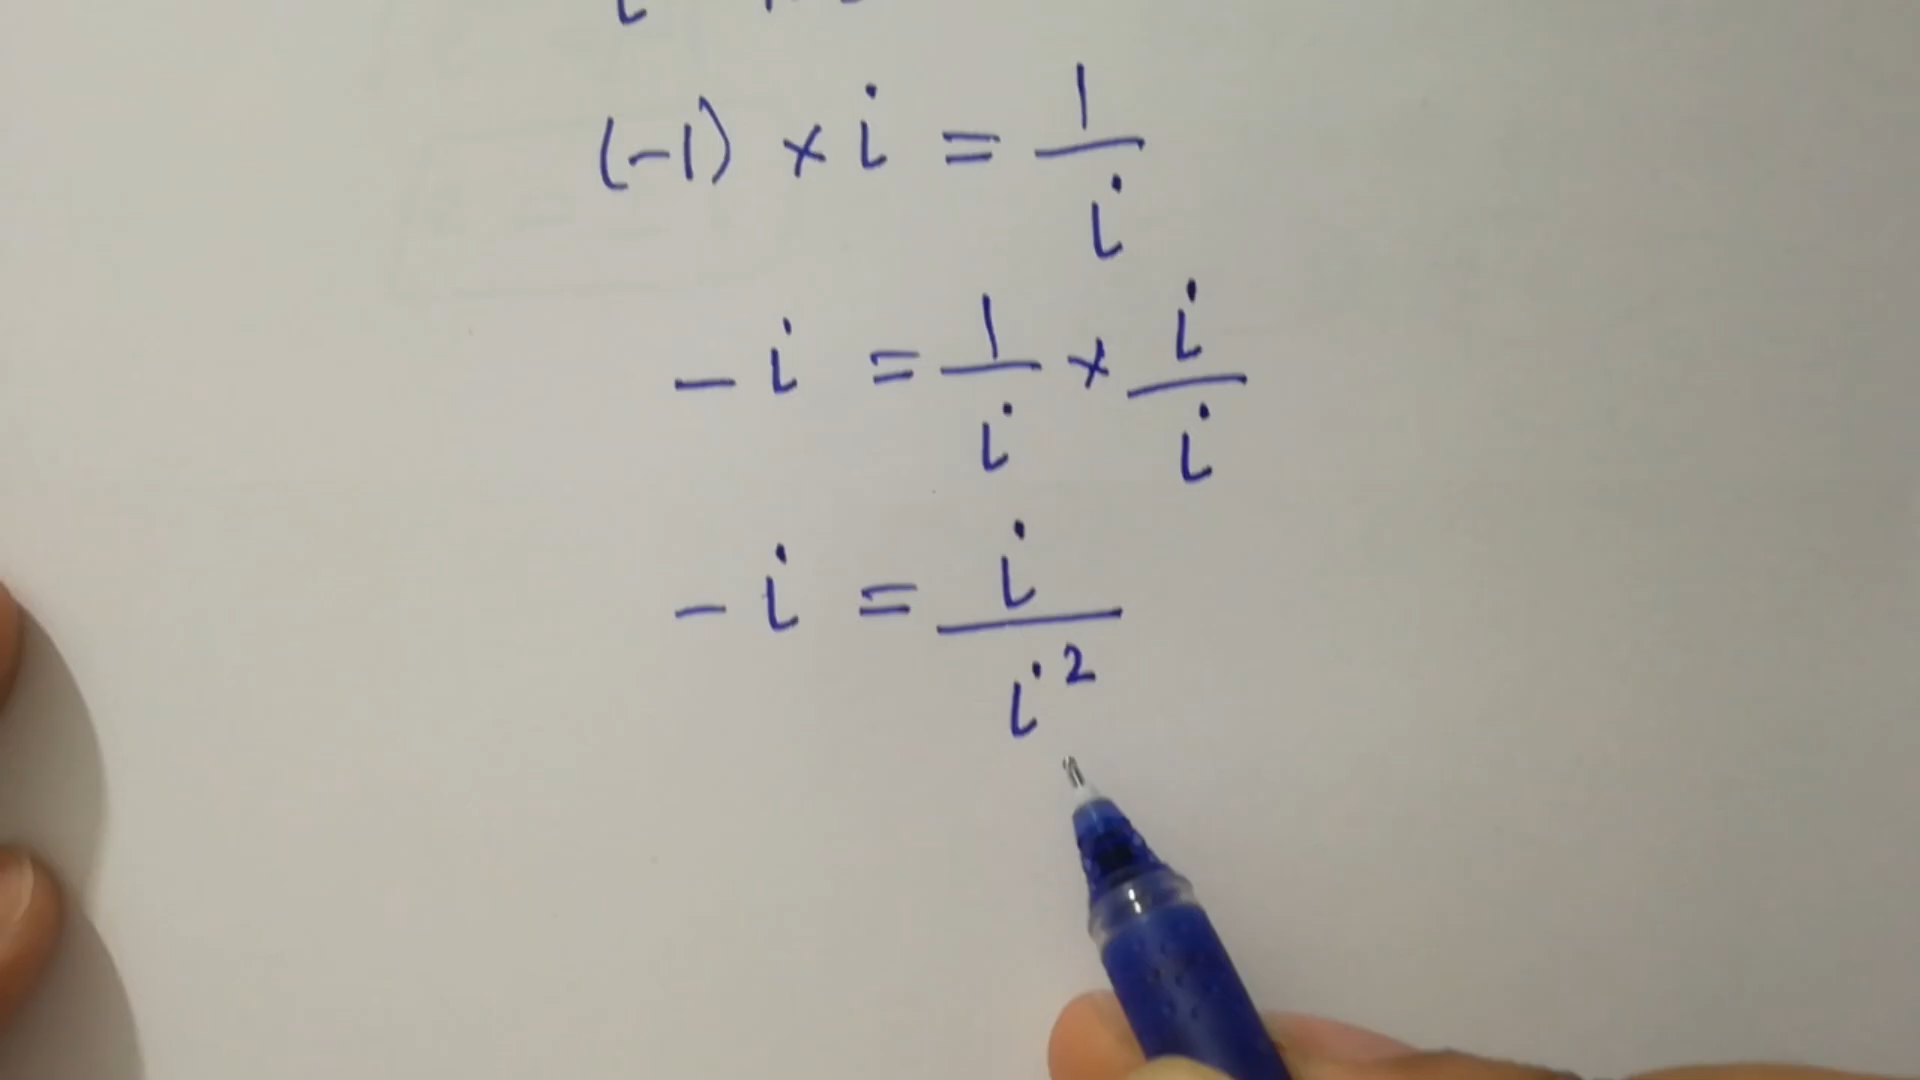 (-1) × i = 1/i
- i = 1/i × i/i
- i = i/i²